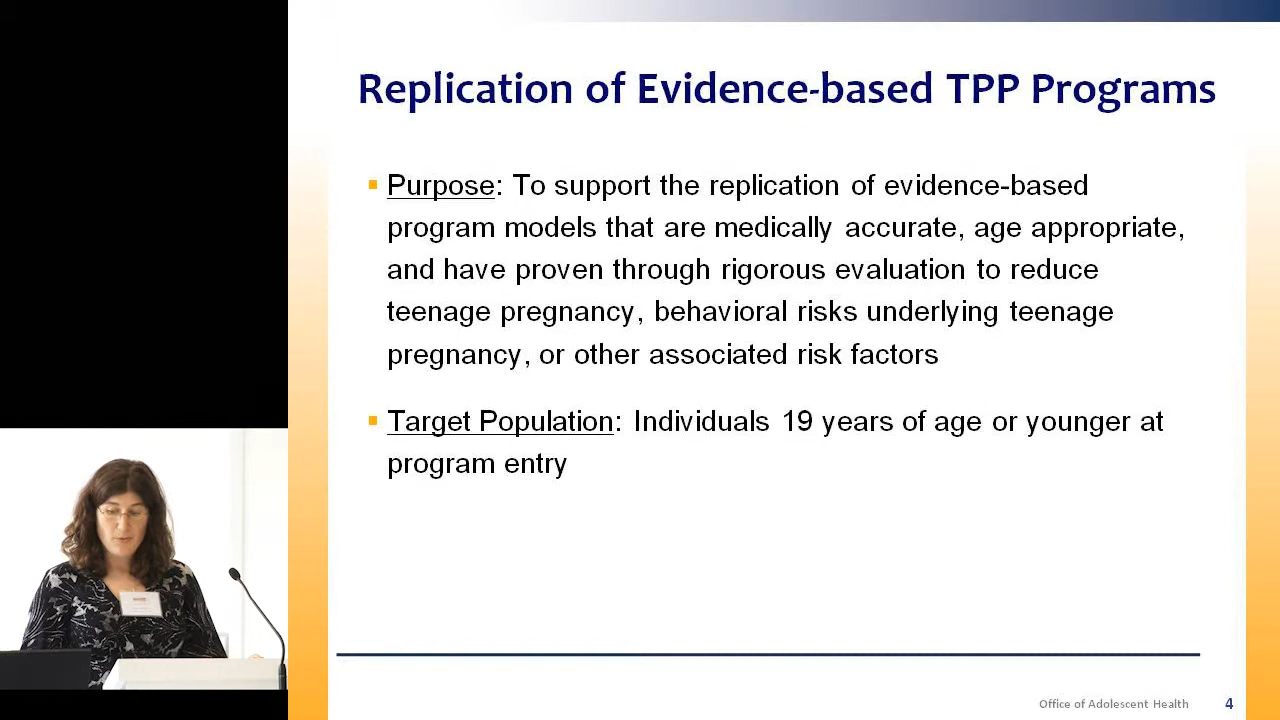 Replication of Evidence-based TPP Programs
Purpose: To support the replication of evidence-based
program models that are medically accurate, age appropriate,
and have proven through rigorous evaluation to reduce
teenage pregnancy, behavioral risks underlying teenage
pregnancy, or other associated risk factors
Target Population: Individuals 19 years of age or younger at
program entry
Office of Adolescent Health 4